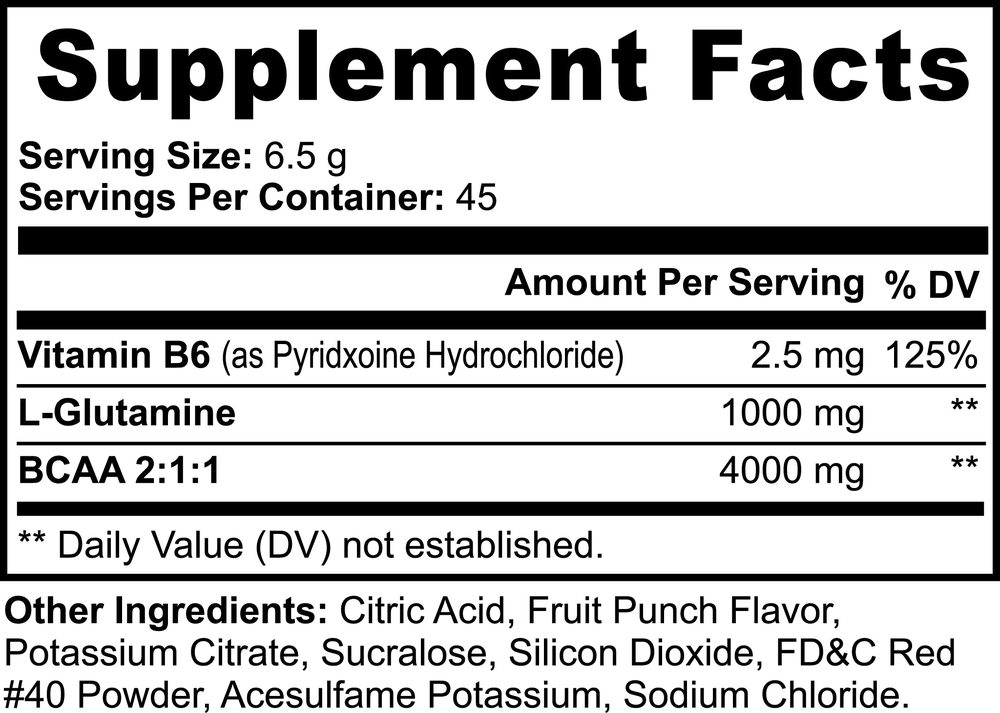 Supplement Facts
Serving Size: 6.5 g
Servings Per Container: 45
Amount Per Serving % DV
Vitamin B6 (as Pyridxoine Hydrochloride) 2.5 mg 125%
L-Glutamine 1000 mg **
BCAA 2:1:1 4000 mg **
** Daily Value (DV) not established.
Other Ingredients: Citric Acid, Fruit Punch Flavor,
Potassium Citrate, Sucralose, Silicon Dioxide, FD&C Red
#40 Powder, Acesulfame Potassium, Sodium Chloride.